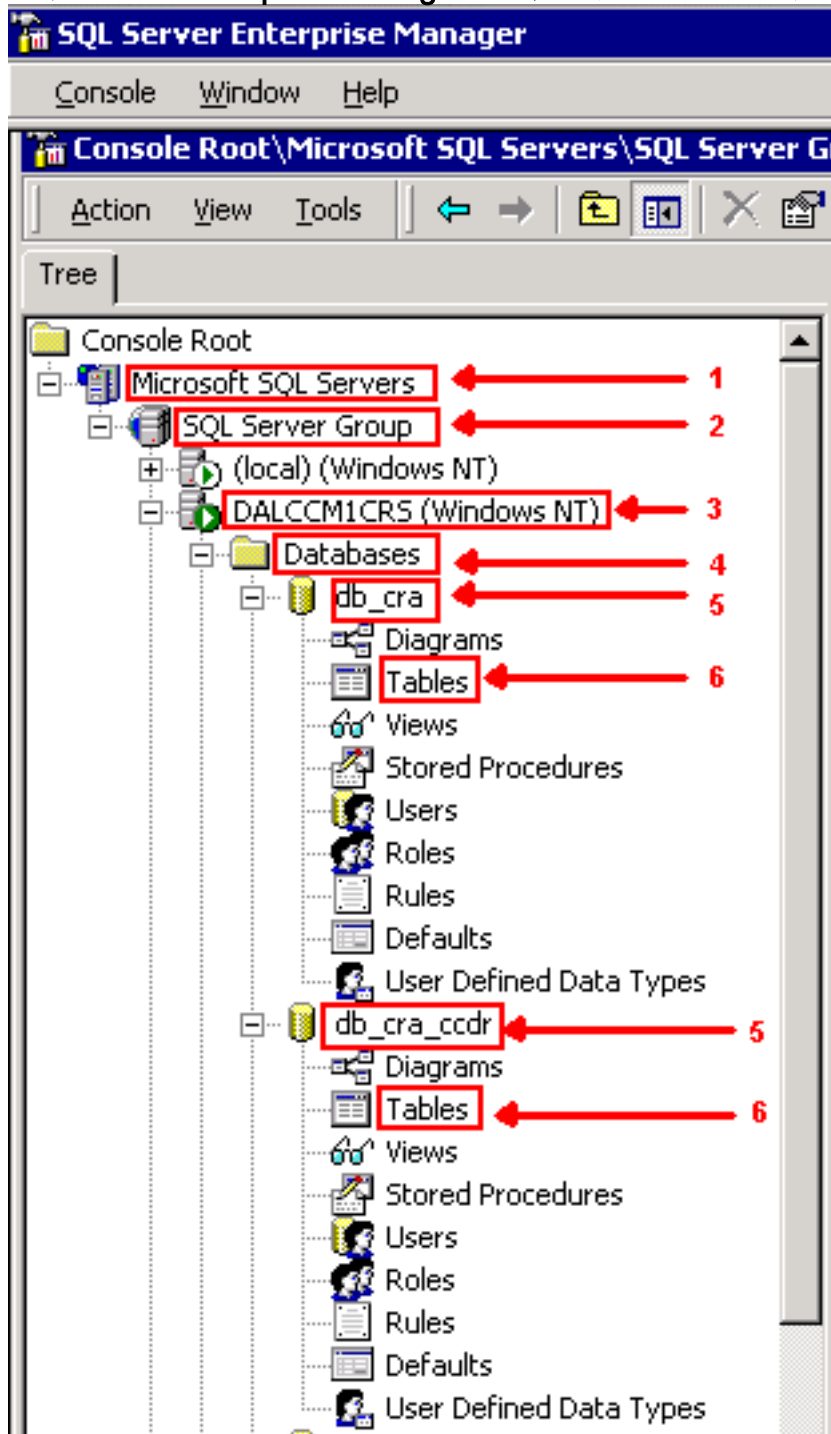 SQL Server Enterprise Manager
Console Window Help
Console Root\Microsoft SQL Servers\SQL Server G
Action View Tools
Tree
Console Root
Microsoft SQL Servers 1
SQL Server Group 2
(local) (Windows NT)
DALCCM1CRS (Windows NT) 3
Databases 4
db_cra 5
Diagrams
Tables 6
Views
Stored Procedures
Users
Roles
Rules
Defaults
User Defined Data Types
db_cra_ccdr 5
Diagrams
Tables 6
Views
Stored Procedures
Users
Roles
Rules
Defaults
User Defined Data Types